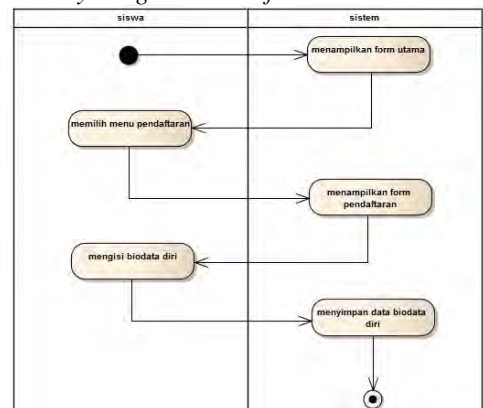 siswa
sistem
menampilkan form utama
memilih menu pendaftaran
menampilkan form
pendaftaran
mengisi biodata diri
menyimpan data biodata
diri